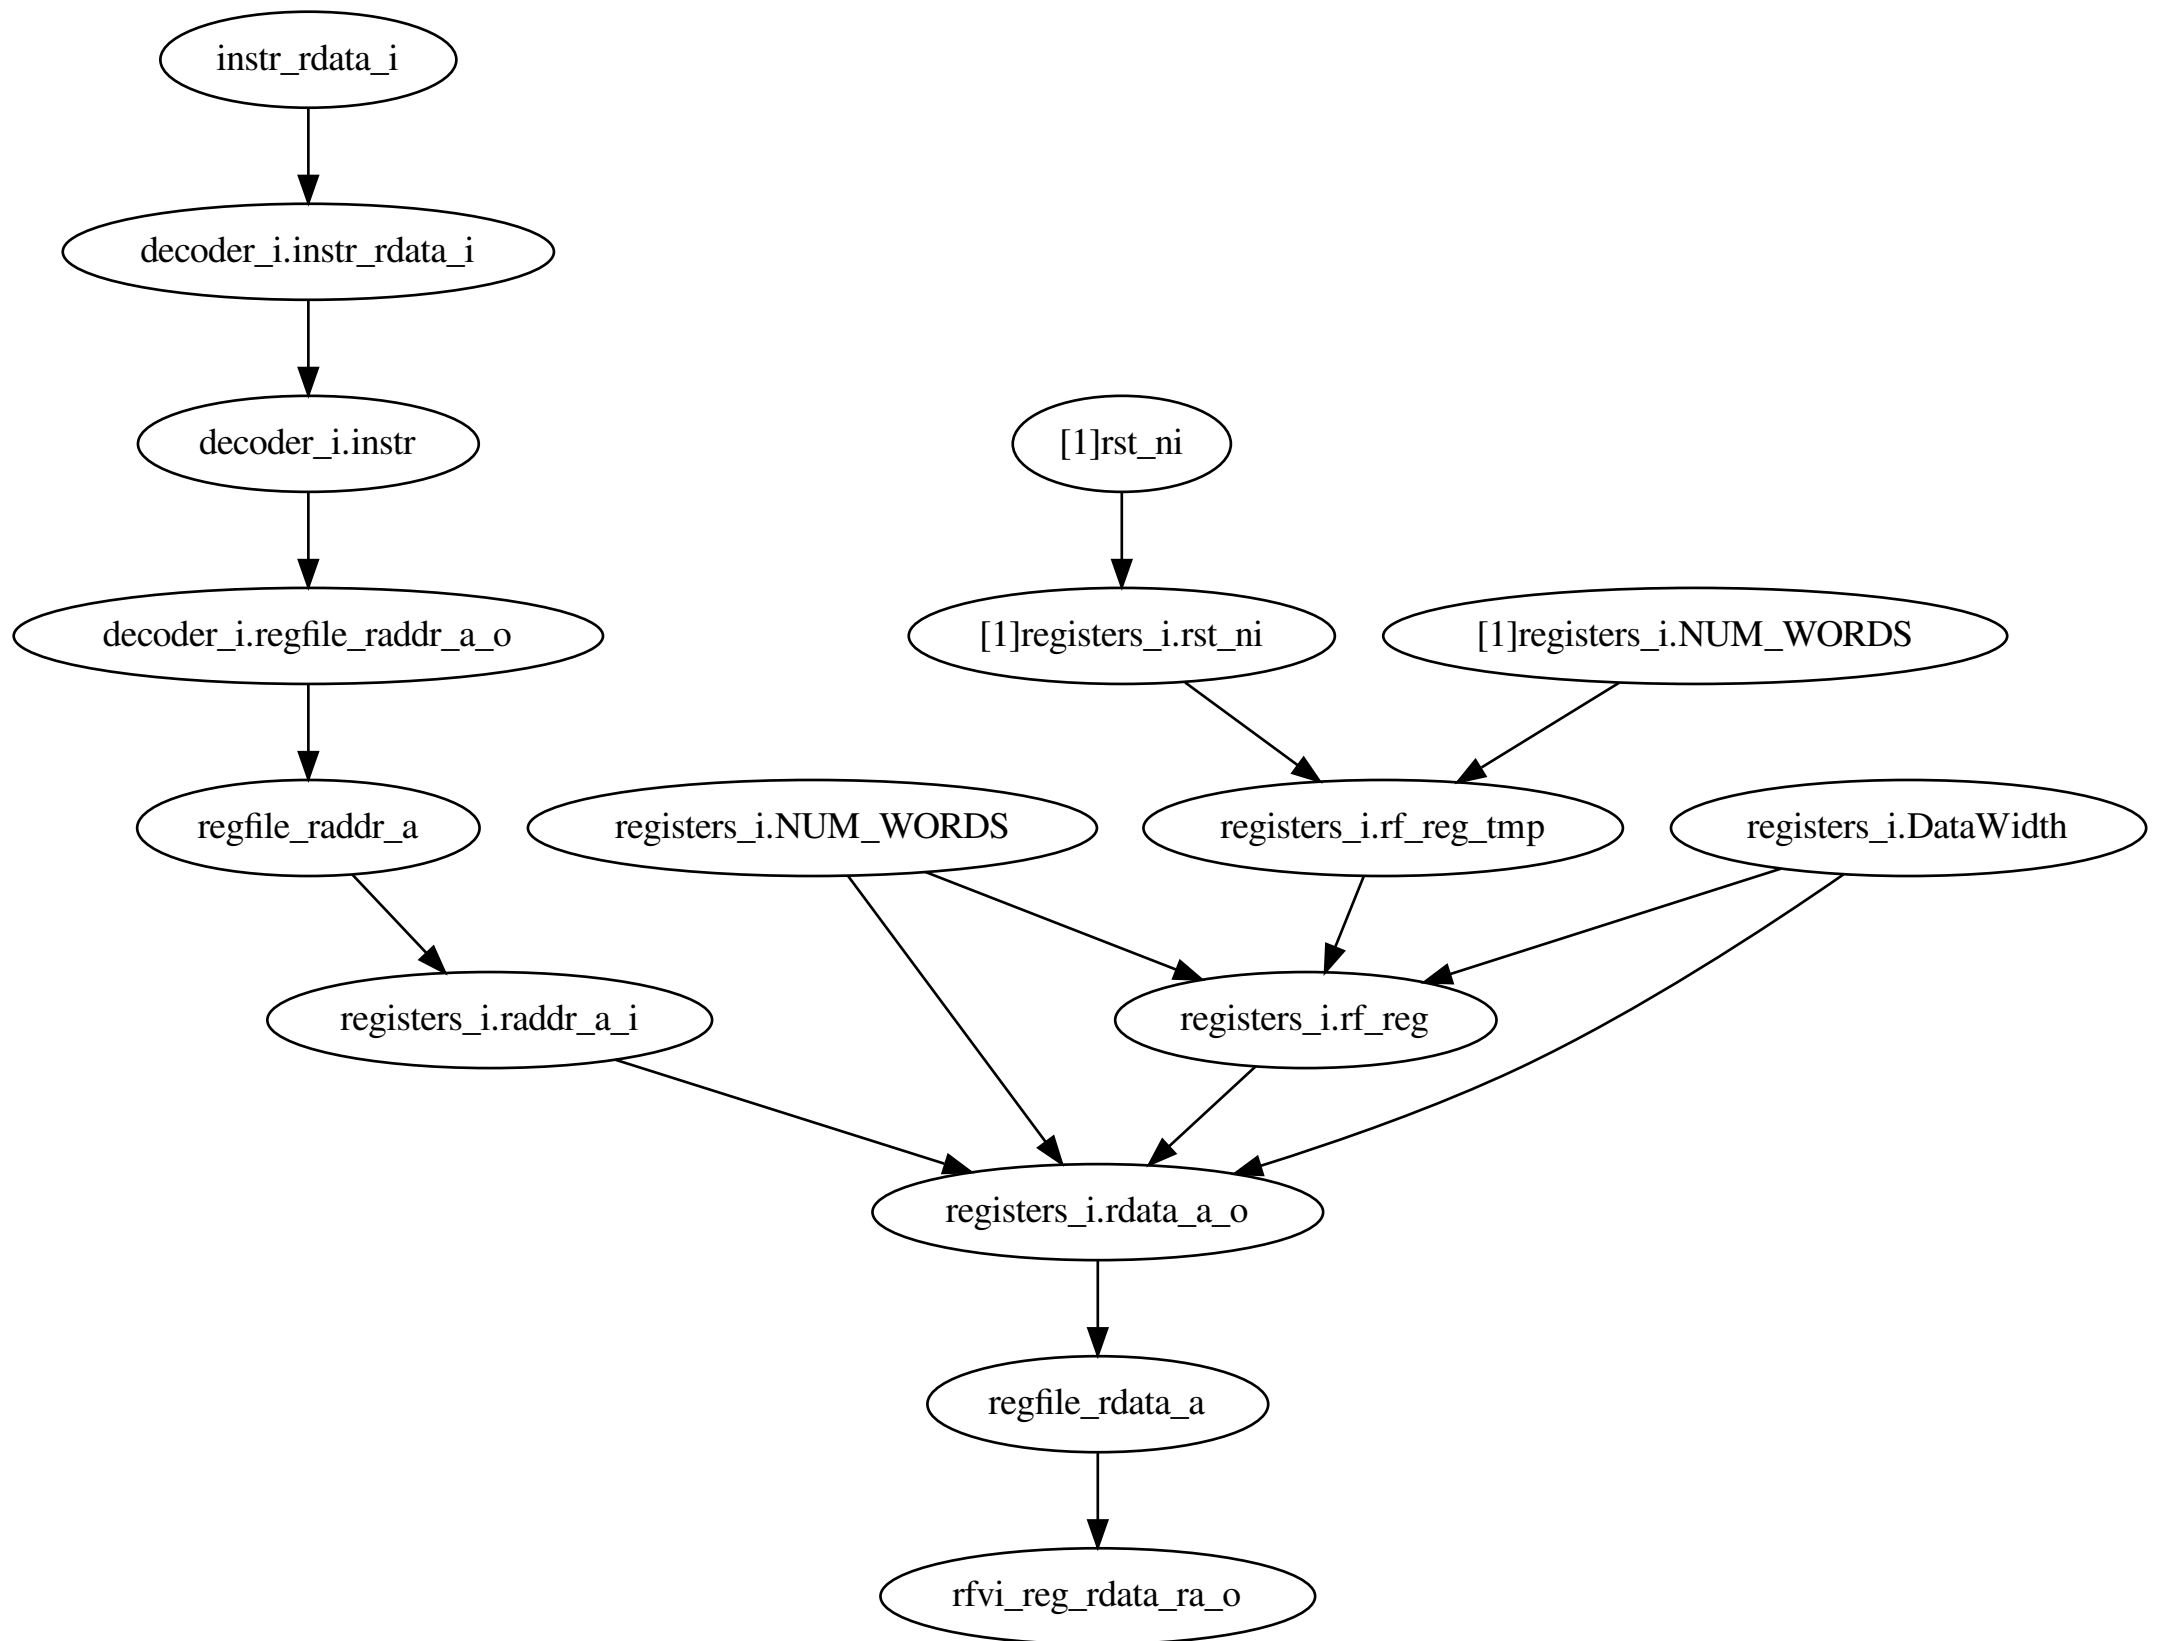 instr_rdata_i
decoder_i.instr_rdata_i
decoder_i.instr
[1]rst_ni
decoder_i.regfile_raddr_a_o
[1]registers_i.rst_ni
[1]registers_i.NUM_WORDS
regfile_raddr_a
registers_i.NUM_WORDS
registers_i.rf_reg_tmp
registers_i.DataWidth
registers_i.raddr_a_i
registers_i.rf_reg
registers_i.rdata_a_o
regfile_rdata_a
rfvi_reg_rdata_ra_o